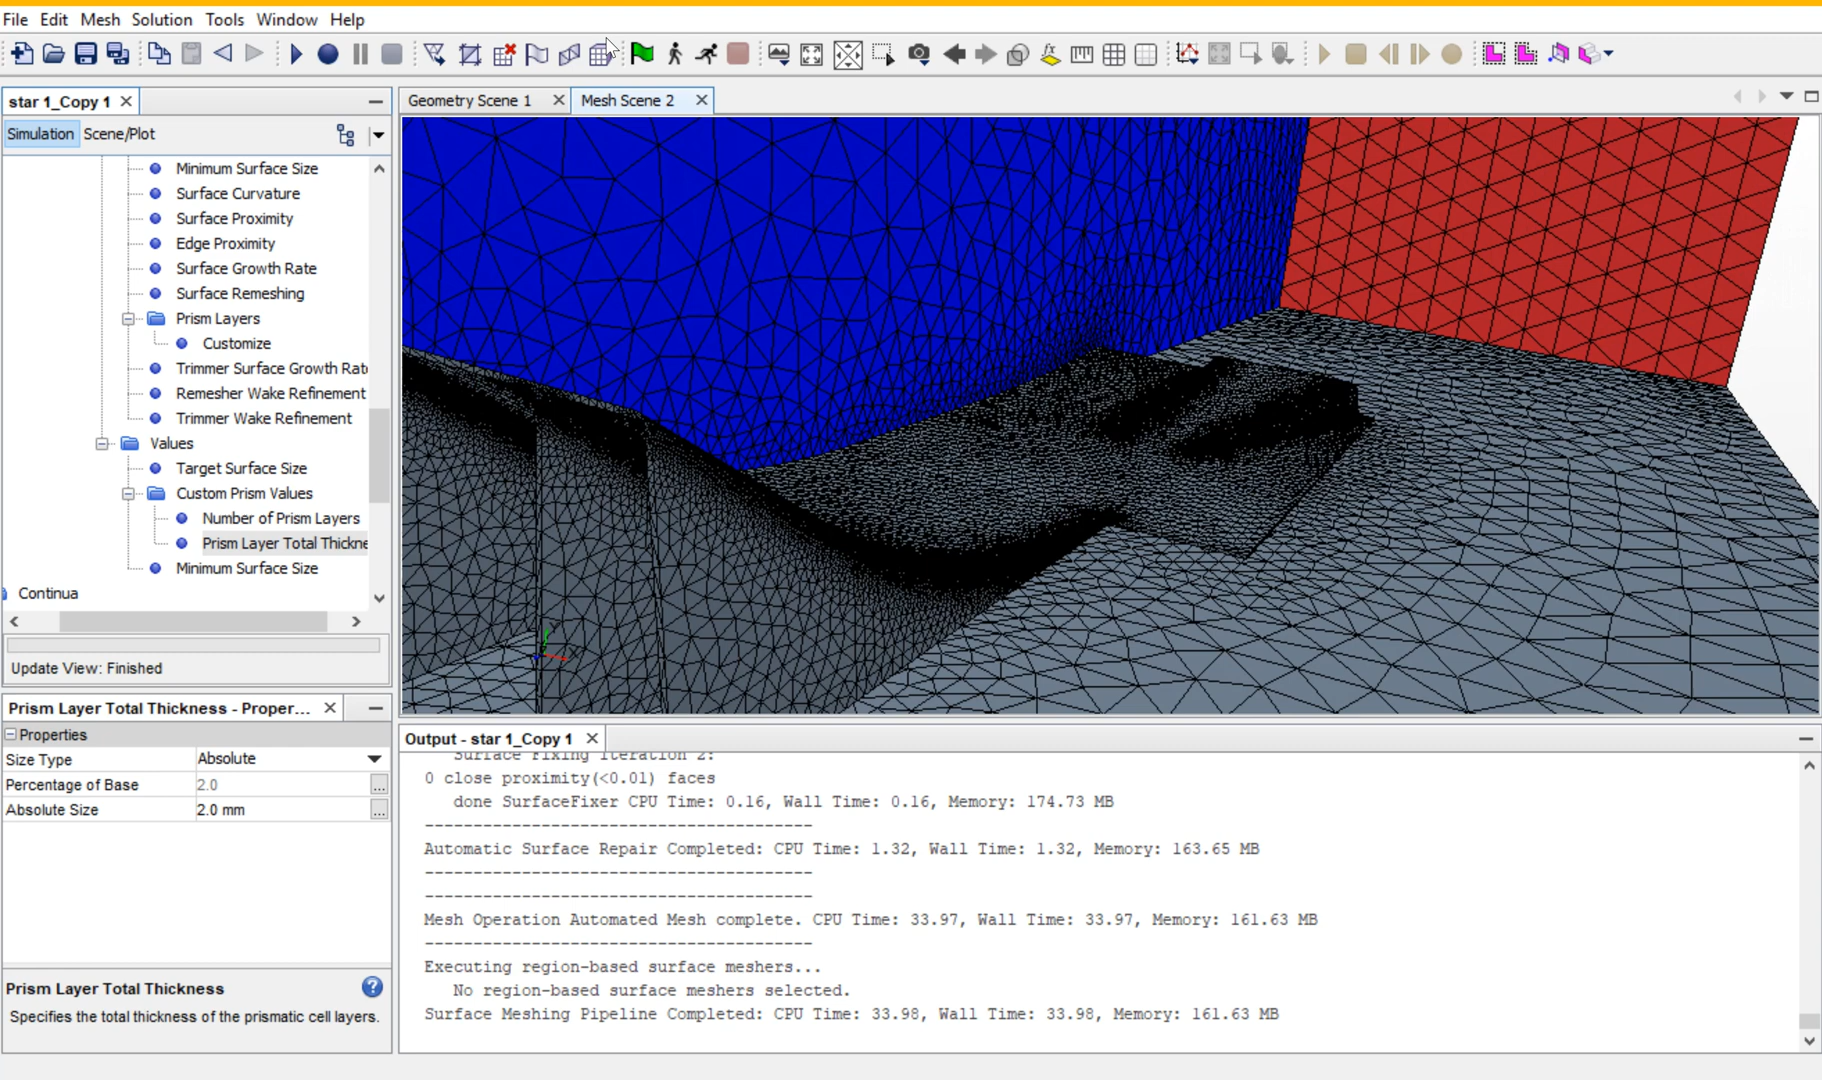 File Edit Mesh Solution Tools Window Help
star 1_Copy 1
Simulation Scene/Plot
Minimum Surface Size
Surface Curvature
Surface Proximity
Edge Proximity
Surface Growth Rate
Surface Remeshing
Prism Layers
Customize
Trimmer Surface Growth Rat
Remesher Wake Refinement
Trimmer Wake Refinement
Values
Target Surface Size
Custom Prism Values
Number of Prism Layers
Prism Layer Total Thickne
Minimum Surface Size
Continua
Update View: Finished
Prism Layer Total Thickness - Proper...
Properties
Size Type Absolute
Percentage of Base 2.0 ...
Absolute Size 2.0 mm ...
Prism Layer Total Thickness
Specifies the total thickness of the prismatic cell layers.
Geometry Scene 1 Mesh Scene 2
Output - star 1_Copy 1
Surface Fixing iteration 2:
0 close proximity(<0.01) faces
done SurfaceFixer CPU Time: 0.16, Wall Time: 0.16, Memory: 174.73 MB
----------------------------------------
Automatic Surface Repair Completed: CPU Time: 1.32, Wall Time: 1.32, Memory: 163.65 MB
----------------------------------------
----------------------------------------
Mesh Operation Automated Mesh complete. CPU Time: 33.97, Wall Time: 33.97, Memory: 161.63 MB
----------------------------------------
Executing region-based surface meshers...
No region-based surface meshers selected.
Surface Meshing Pipeline Completed: CPU Time: 33.98, Wall Time: 33.98, Memory: 161.63 MB